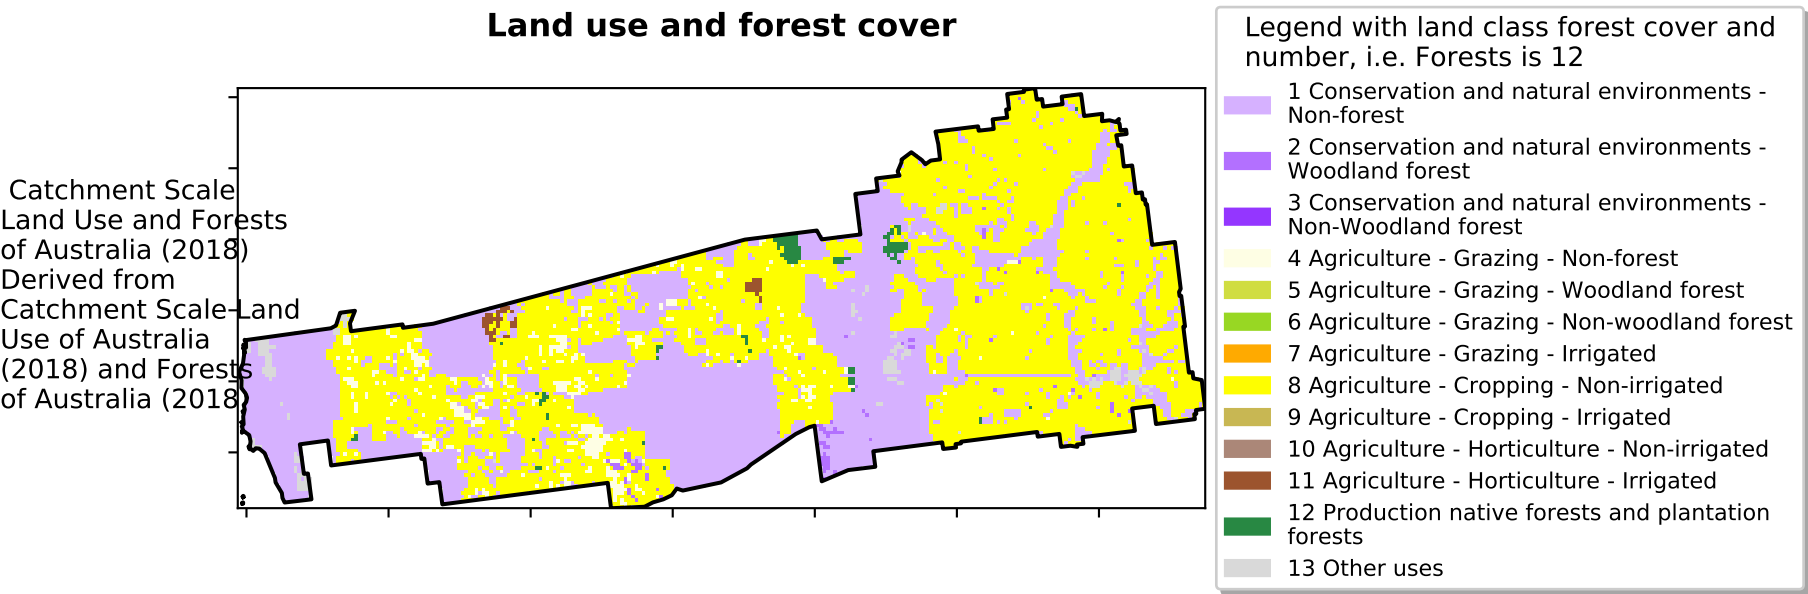 Land use and forest cover
Catchment Scale
Land Use and Forests
of Australia (2018)
Derived from
Catchment Scale Land
Use of Australia
(2018) and Forests
of Australia (2018)
Legend with land class forest cover and
number, i.e. Forests is 12
1 Conservation and natural environments -
Non-forest
2 Conservation and natural environments -
Woodland forest
3 Conservation and natural environments -
Non-Woodland forest
4 Agriculture - Grazing - Non-forest
5 Agriculture - Grazing - Woodland forest
6 Agriculture - Grazing - Non-woodland forest
7 Agriculture - Grazing - Irrigated
8 Agriculture - Cropping - Non-irrigated
9 Agriculture - Cropping - Irrigated
10 Agriculture - Horticulture - Non-irrigated
11 Agriculture - Horticulture - Irrigated
12 Production native forests and plantation
forests
13 Other uses